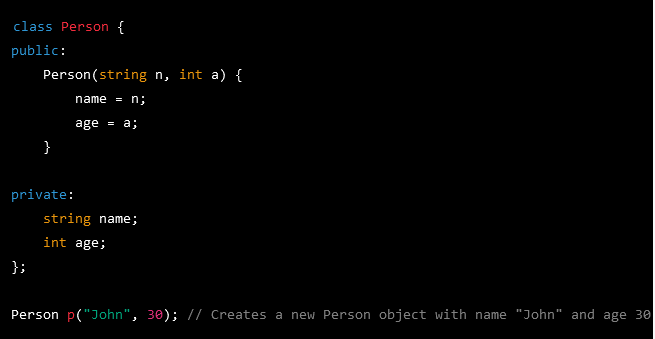 class Person {
public:
    Person(string n, int a) {
        name = n;
        age = a;
    }

private:
    string name;
    int age;
};

Person p("John", 30); // Creates a new Person object with name "John" and age 30